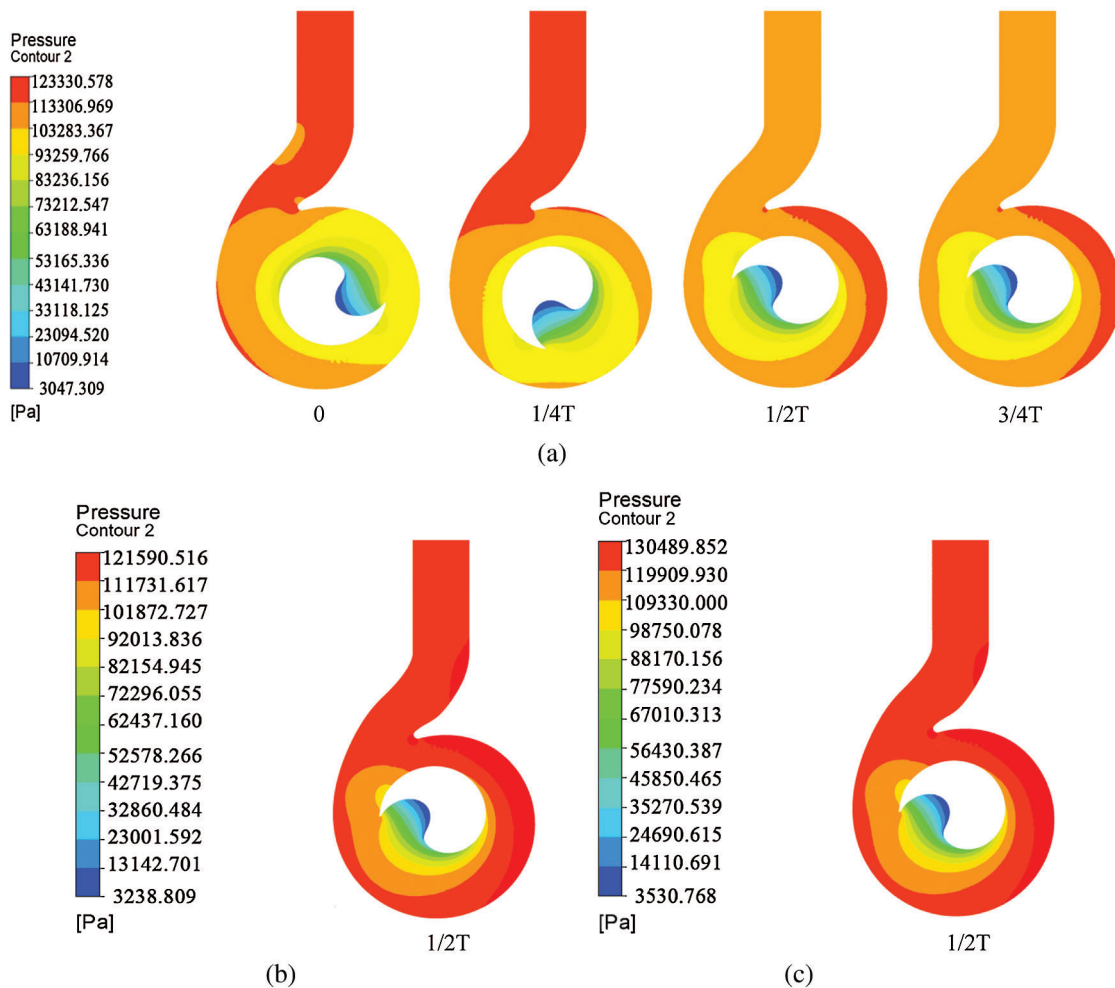 Pressure
Contour 2
123330.578
113306.969
103283.367
93259.766
83236.156
73212.547
63188.941
53165.336
43141.730
33118.125
23094.520
10709.914
3047.309
[Pa]
0
1/4T
1/2T
3/4T
(a)
Pressure
Contour 2
121590.516
111731.617
101872.727
92013.836
82154.945
72296.055
62437.160
52578.266
42719.375
32860.484
23001.592
13142.701
3238.809
[Pa]
1/2T
(b)
Pressure
Contour 2
130489.852
119909.930
109330.000
98750.078
88170.156
77590.234
67010.313
56430.387
45850.465
35270.539
24690.615
14110.691
3530.768
[Pa]
1/2T
(c)